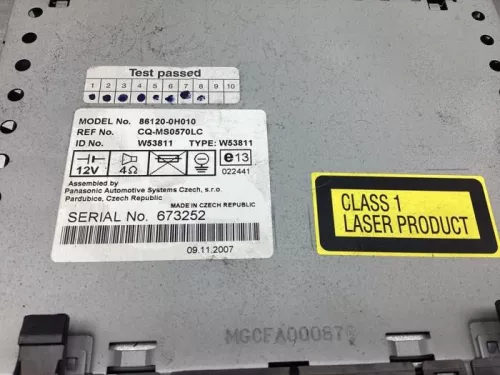 Test passed
1 2 3 4 5 6 7 8 9 10
MODEL No. 86120-0H010
REF No. CQ-MS0570LC
ID No. W53811 TYPE: W53811
12V 4Ω e13
022441
Assembled by
Panasonic Automotive Systems Czech, s.r.o.
Pardubice, Czech Republic
MADE IN CZECH REPUBLIC
SERIAL No. 673252
09.11.2007
CLASS 1
LASER PRODUCT